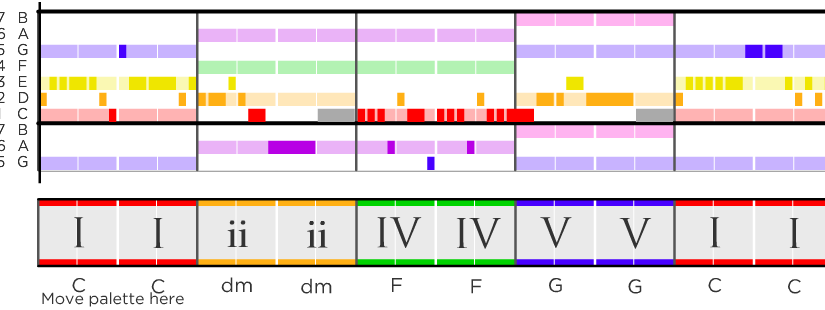 7 B
6 A
5 G
4 F
3 E
2 D
1 C
7 B
6 A
5 G
I I ii ii IV IV V V I I
C C dm dm F F G G C C
Move palette here